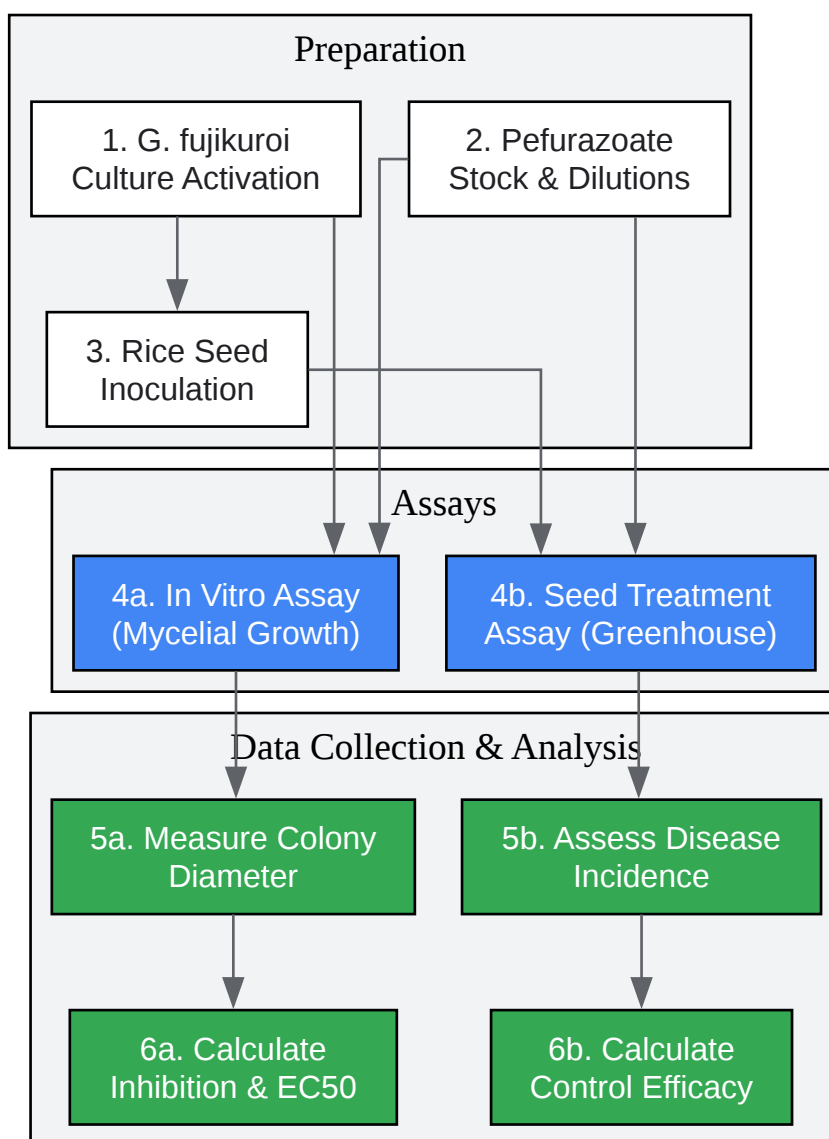 Preparation
1. G. fujikuroi
Culture Activation
2. Pefurazoate
Stock & Dilutions
3. Rice Seed
Inoculation
Assays
4a. In Vitro Assay
(Mycelial Growth)
4b. Seed Treatment
Assay (Greenhouse)
Data Collection & Analysis
5a. Measure Colony
Diameter
5b. Assess Disease
Incidence
6a. Calculate
Inhibition & EC50
6b. Calculate
Control Efficacy